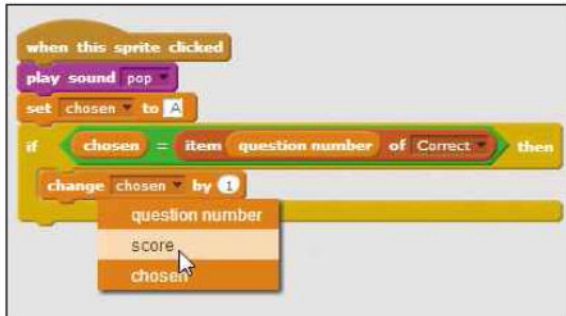 when this sprite clicked
play sound pop
set chosen to A
if chosen = item question number of Correct then
change chosen by 1
question number
score
chosen